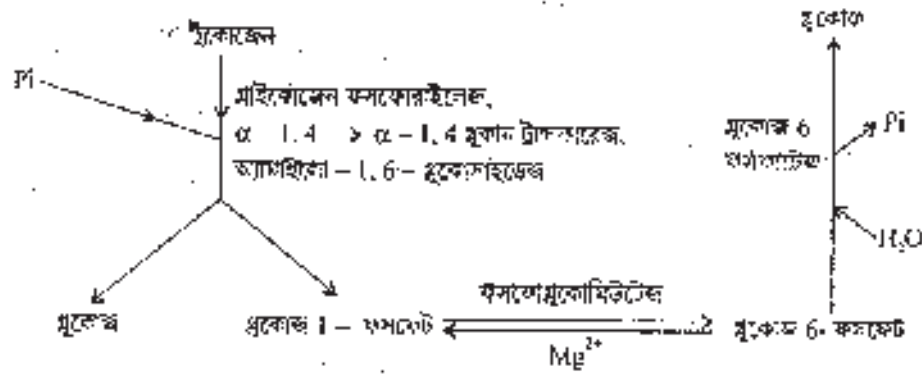 গ্লুকোজেন
Pi
গ্লাইকোজেন ফসফোরাইলেজ,
α – 1, 4 → α – 1, 4 গ্লুকান ট্রান্সফারেজ,
অ্যামাইলো – 1, 6 – গ্লুকোসাইডেজ
গ্লুকোজ
গ্লুকোজ 1 – ফসফেট
ফসফোগ্লুকোমিউটেজ
Mg²⁺
গ্লুকোজ 6- ফসফেট
H₂O
গ্লুকোজ 6
ফসফাটেজ
Pi
গ্লুকোজ